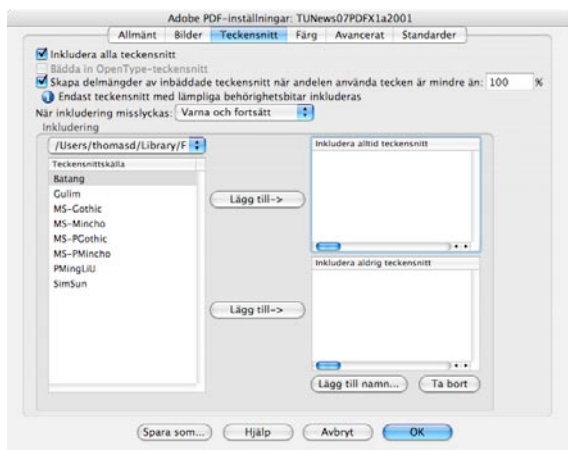 Adobe PDF-inställningar: TUNews07PDFX1a2001
Allmänt Bilder Teckensnitt Färg Avancerat Standarder
Inkludera alla teckensnitt
Bädda in OpenType-teckensnitt
Skapa delmängder av inbäddade teckensnitt när andelen använda tecken är mindre än: 100 %
Endast teckensnitt med lämpliga behörighetsbitar inkluderas
När inkludering misslyckas: Varna och fortsätt
Inkludering
/Users/thomasd/Library/F
Teckensnittskälla
Batang
Gulim
MS-Gothic
MS-Mincho
MS-PGothic
MS-PMincho
PMingLiU
SimSun
Lägg till->
Inkludera alltid teckensnitt
Inkludera aldrig teckensnitt
Lägg till->
Lägg till namn... Ta bort
Spara som... Hjälp Avbryt OK